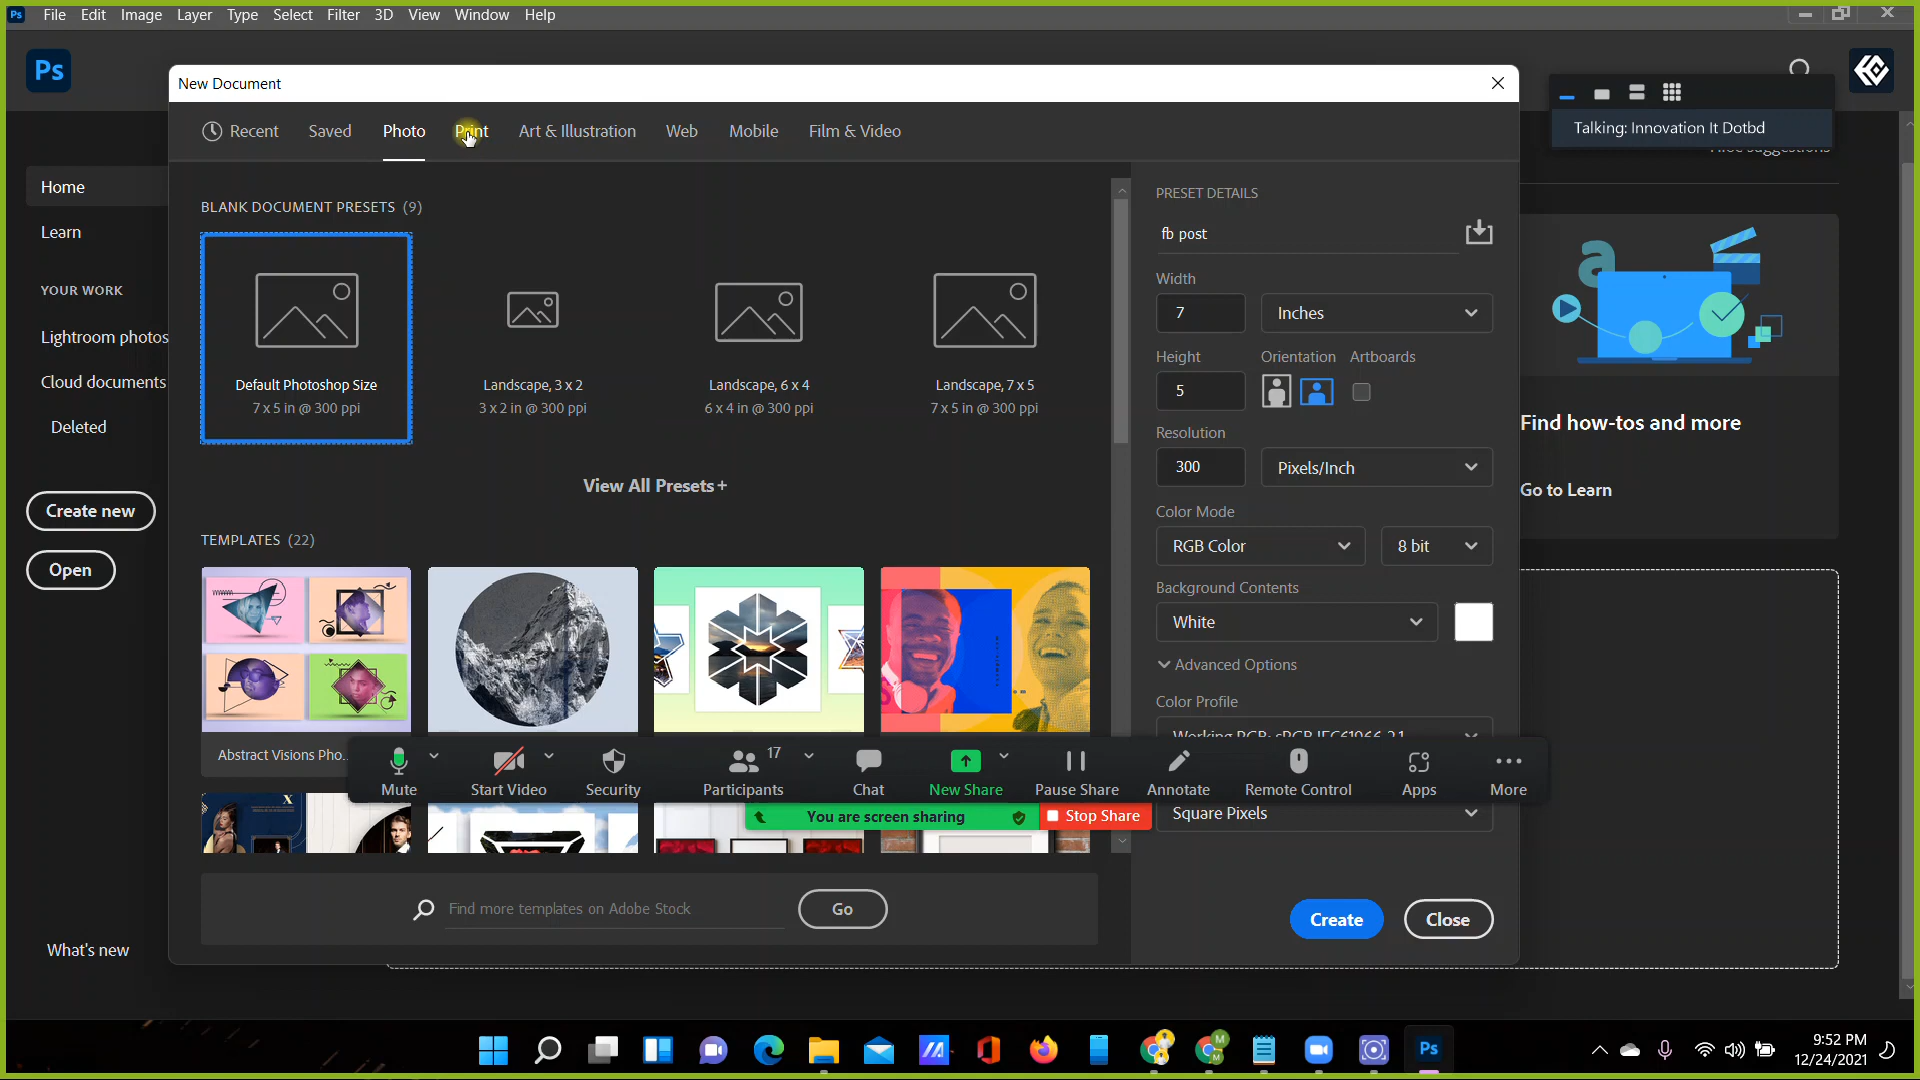 Ps File Edit Image Layer Type Select Filter 3D View Window Help
Ps
New Document
Recent Saved Photo Print Art & Illustration Web Mobile Film & Video
Talking: Innovation It Dotbd
Home
Learn
YOUR WORK
Lightroom photos
Cloud documents
Deleted
Create new
Open
What's new
BLANK DOCUMENT PRESETS (9)
Default Photoshop Size
7 x 5 in @ 300 ppi
Landscape, 3 x 2
3 x 2 in @ 300 ppi
Landscape, 6 x 4
6 x 4 in @ 300 ppi
Landscape, 7 x 5
7 x 5 in @ 300 ppi
View All Presets+
TEMPLATES (22)
Abstract Visions Pho...
X
Find more templates on Adobe Stock
Go
PRESET DETAILS
fb post
Width
7 Inches
Height Orientation Artboards
5
Resolution
300 Pixels/Inch
Color Mode
RGB Color 8 bit
Background Contents
White
Advanced Options
Color Profile
Working RGB: sRGB IEC61966-2.1
Square Pixels
Create Close
Find how-tos and more
Go to Learn
17
Mute Start Video Security Participants Chat New Share Pause Share Annotate Remote Control Apps More
You are screen sharing Stop Share
M
M
Ps
9:52 PM
12/24/2021